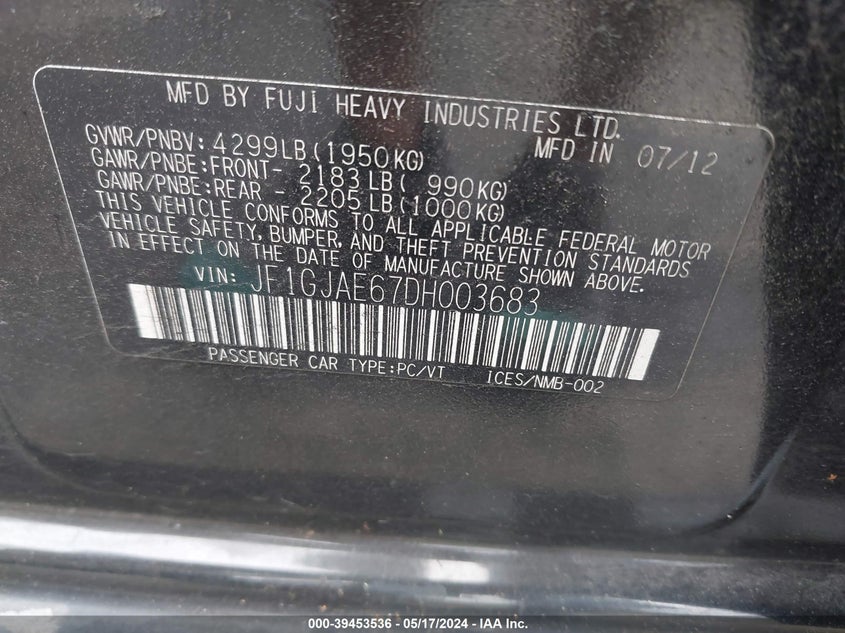 MFD BY FUJI HEAVY INDUSTRIES LTD.
MFD IN 07/12
GVWR/PNBV: 4299LB(1950KG)
GAWR/PNBE:FRONT- 2183LB( 990KG)
GAWR/PNBE:REAR - 2205LB(1000KG)
THIS VEHICLE CONFORMS TO ALL APPLICABLE FEDERAL MOTOR
VEHICLE SAFETY, BUMPER, AND THEFT PREVENTION STANDARDS
IN EFFECT ON THE DATE OF MANUFACTURE SHOWN ABOVE.
VIN: JF1GJAE67DH003683
PASSENGER CAR TYPE:PC/VT ICES/NMB-002
000-39453536 - 05/17/2024 - IAA Inc.